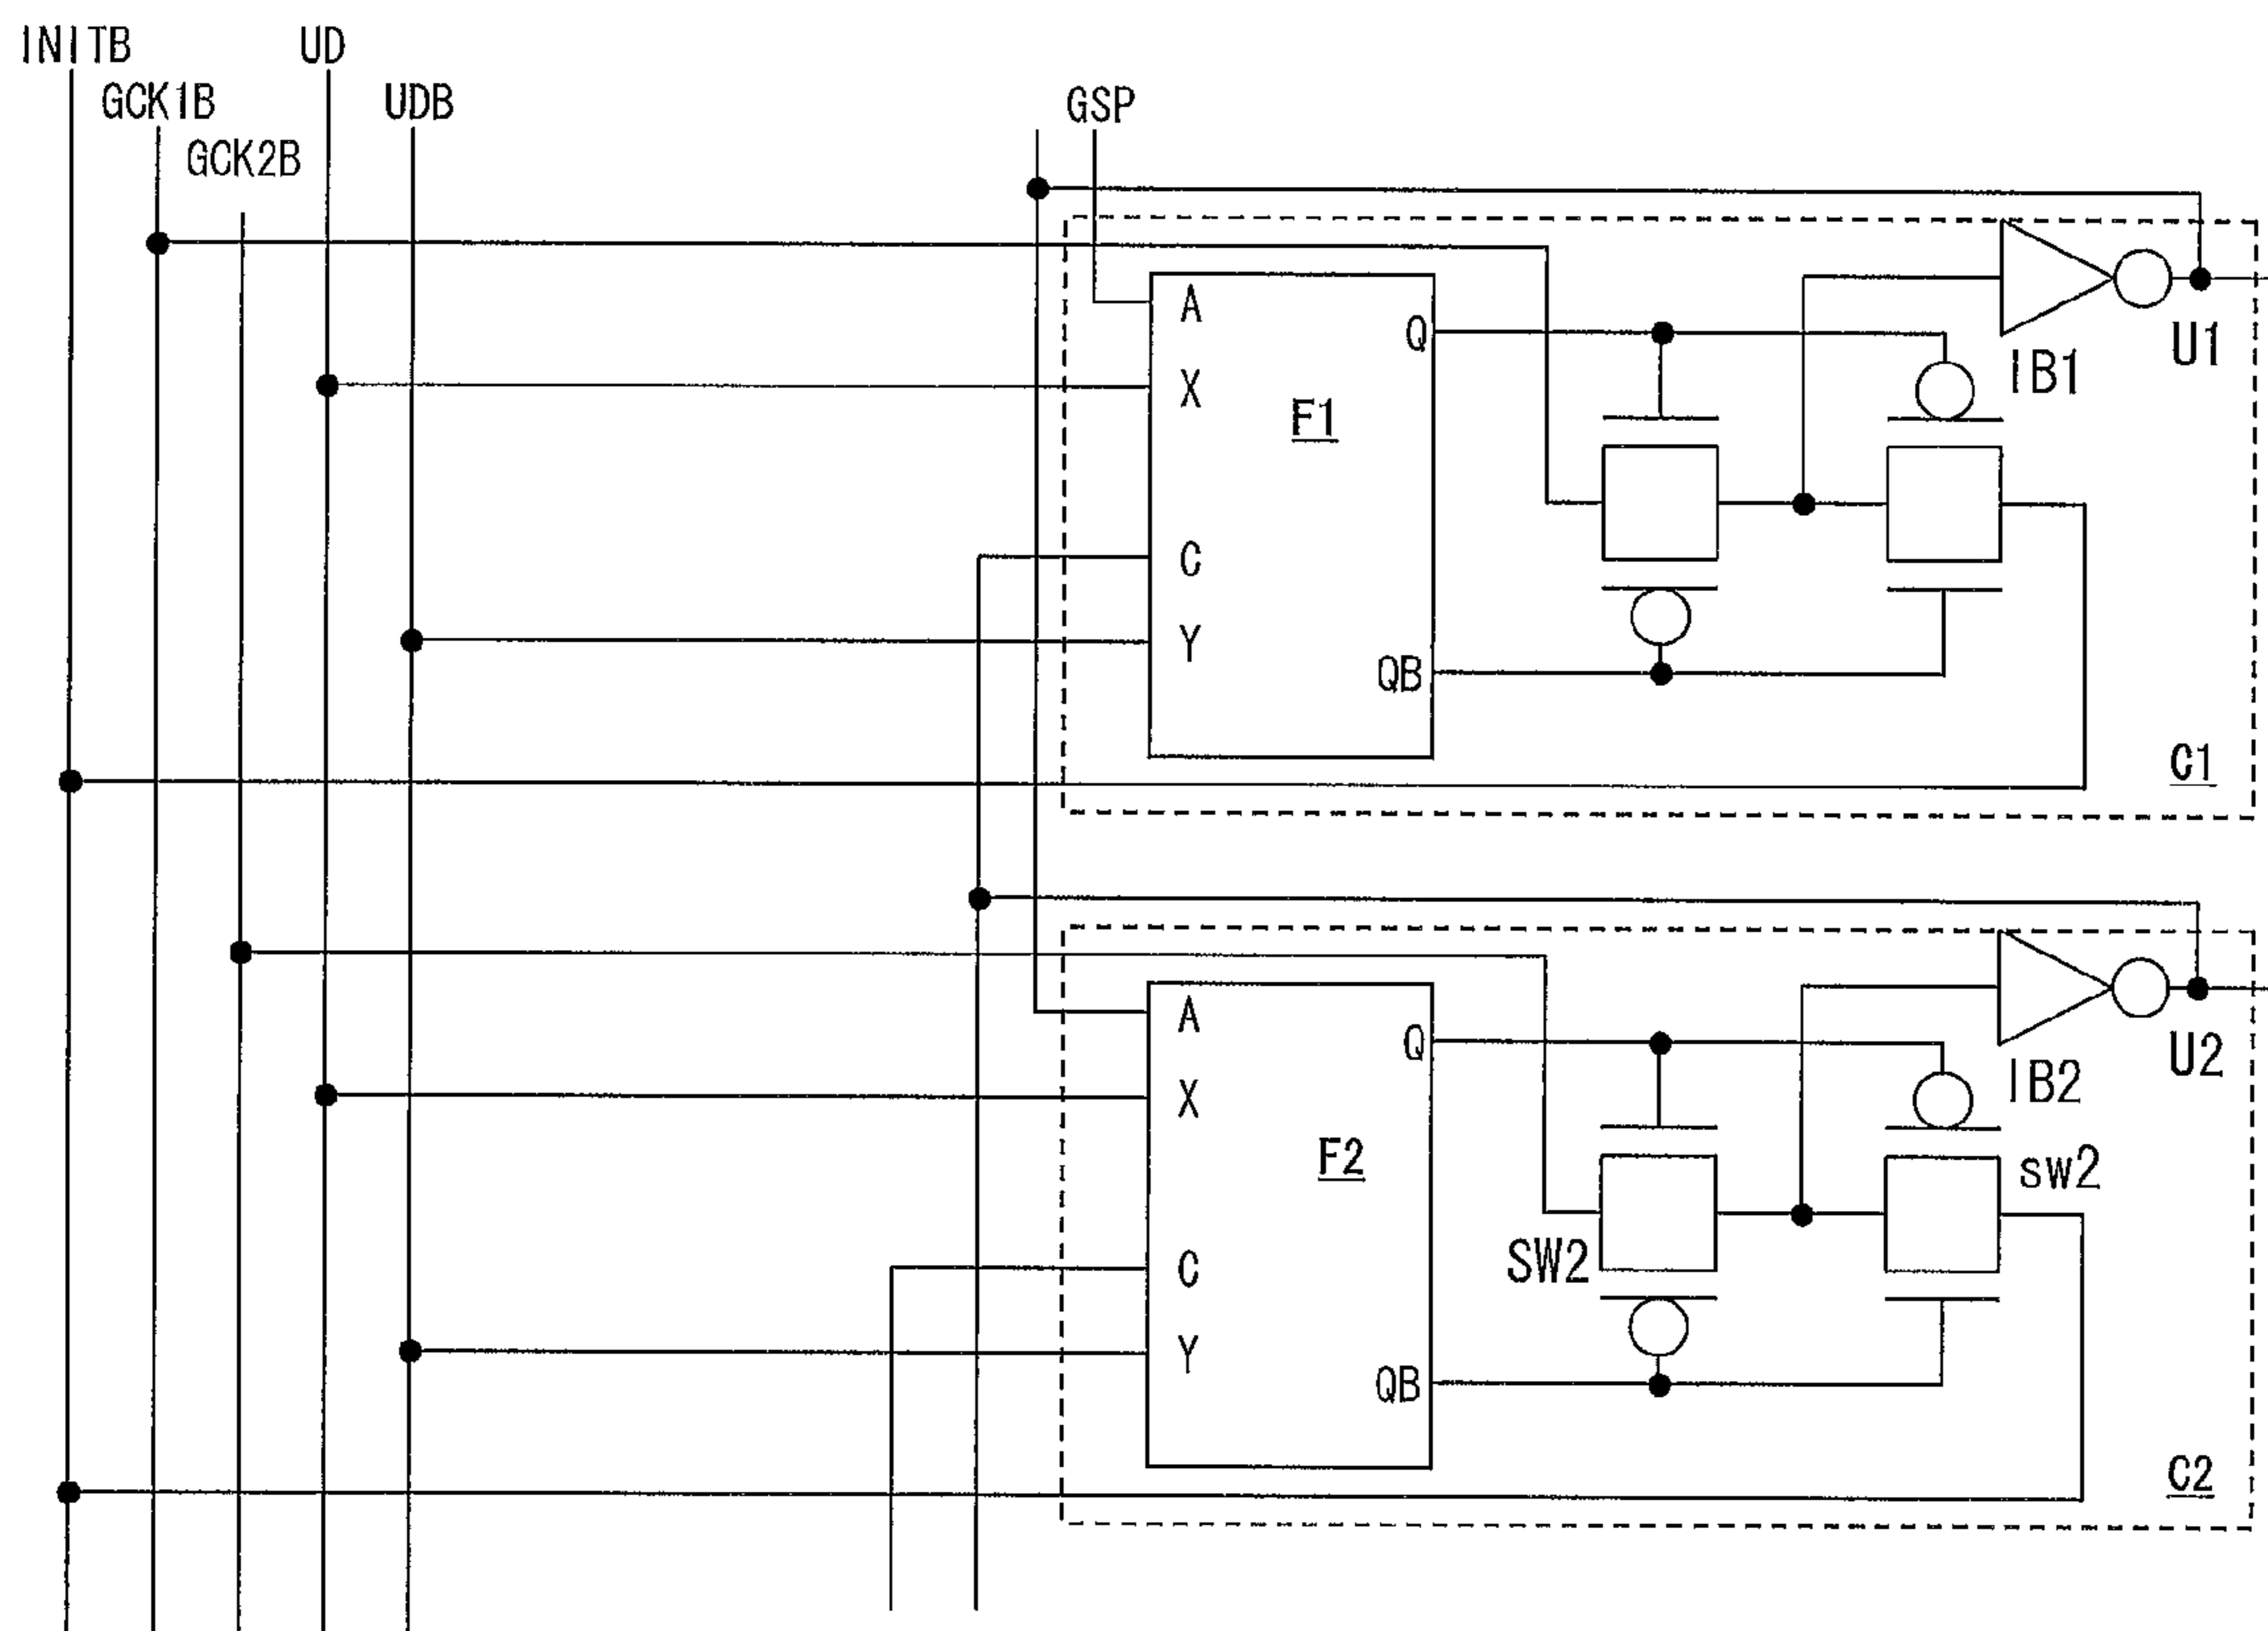 INITB
UD
GCK1B
UDB
GSP
GCK2B
A
Q
U1
IB1
X
F1
C
Y
QB
C1
A
Q
U2
IB2
X
F2
sw2
C
SW2
Y
QB
C2